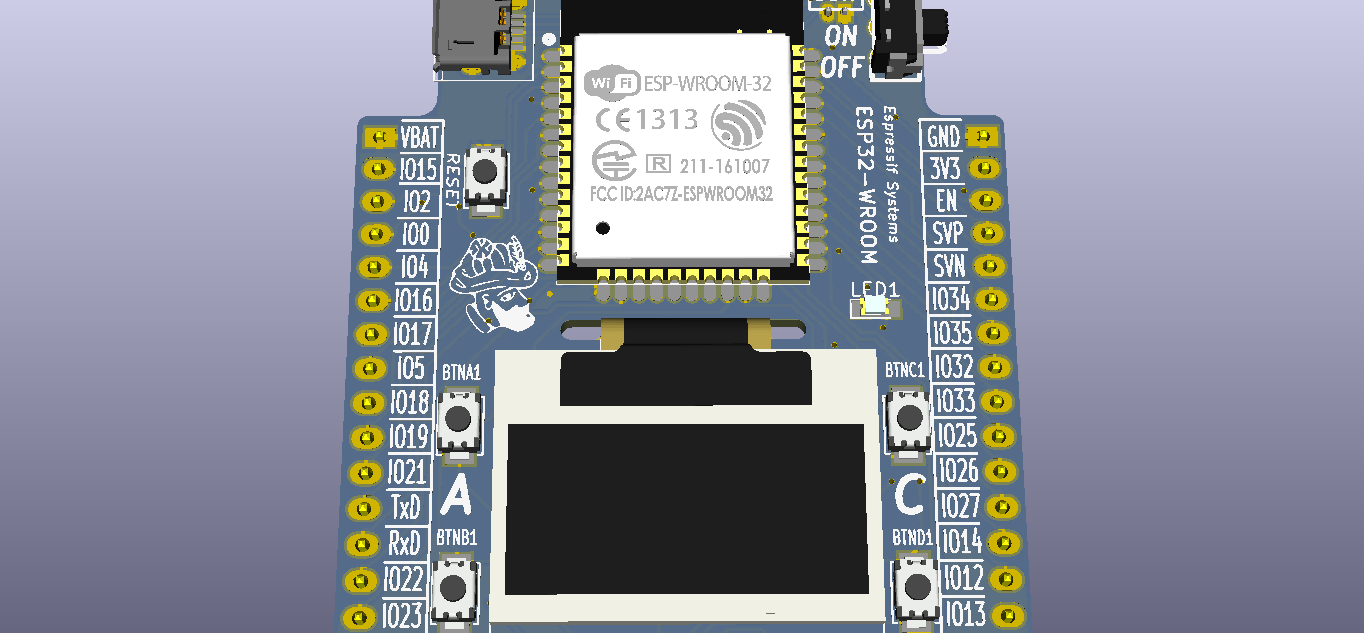 ON
OFF
WiFi ESP-WROOM-32
CE1313
R 211-161007
FCC ID:2AC7Z-ESPWROOM32
Espressif Systems
ESP32-WROOM
RESET
VBAT
IO15
IO2
IO0
IO4
IO16
IO17
IO5
IO18
IO19
IO21
TxD
RxD
IO22
IO23
GND
3V3
EN
SVP
SVN
IO34
IO35
IO32
IO33
IO25
IO26
IO27
IO14
IO12
IO13
LED1
BTNA1
A
BTNB1
BTNC1
C
BTND1